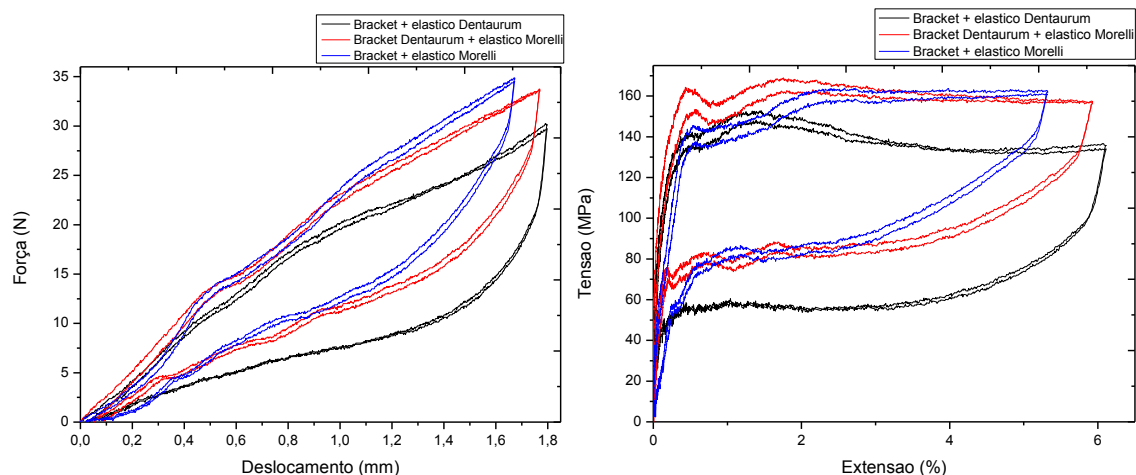 Bracket + elastico Dentaurum
Bracket Dentaurum + elastico Morelli
Bracket + elastico Morelli
35
30
25
20
15
10
5
0
Força (N)
0,0 0,2 0,4 0,6 0,8 1,0 1,2 1,4 1,6 1,8
Deslocamento (mm)
Bracket + elastico Dentaurum
Bracket Dentaurum + elastico Morelli
Bracket + elastico Morelli
160
140
120
100
80
60
40
20
0
Tensao (MPa)
0 2 4 6
Extensao (%)